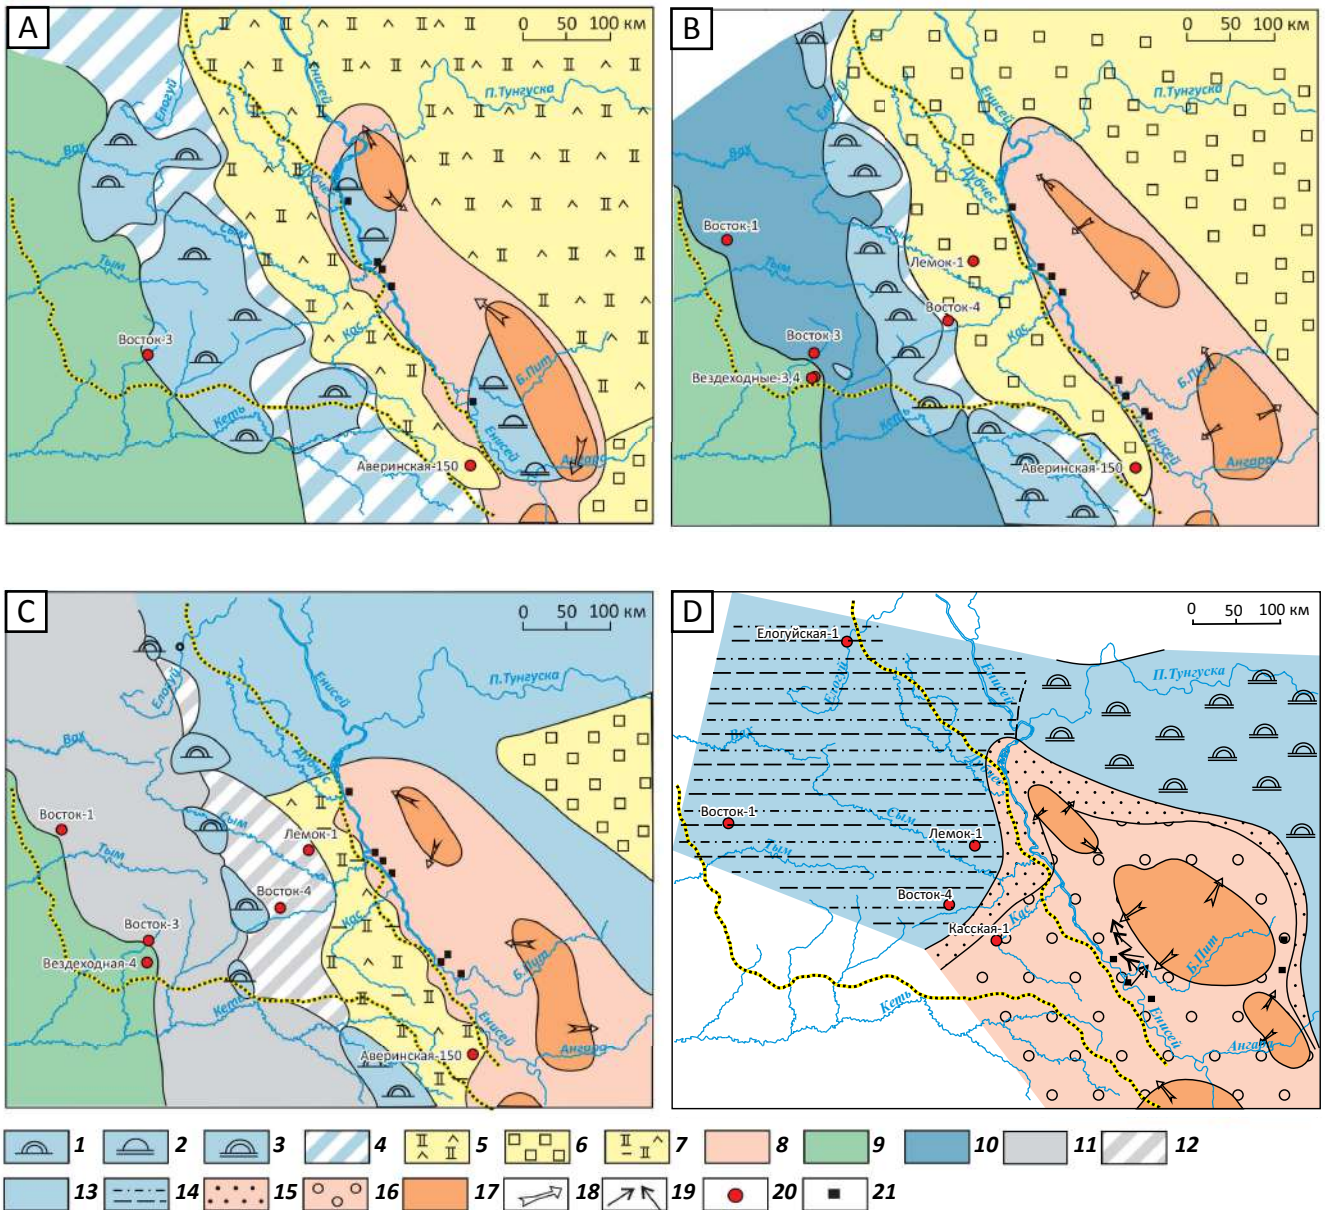 A
0 50 100 км
Елогуй
Енисей
П.Тунгуска
Вах
Дубчес
Сым
Тым
Восток-3
Кас
Б.Пит
Кеть
Енисей
Аверинская-150
Ангара
B
0 50 100 км
Елогуй
Енисей
П.Тунгуска
Вах
Дубчес
Восток-1
Сым
Лемок-1
Тым
Восток-4
Кас
Восток-3
Вездеходные-3,4
Б.Пит
Кеть
Енисей
Аверинская-150
Ангара
C
0 50 100 км
Елогуй
Енисей
П.Тунгуска
Вах
Дубчес
Восток-1
Сым
Лемок-1
Тым
Восток-4
Кас
Восток-3
Вездеходная-4
Б.Пит
Кеть
Енисей
Аверинская-150
Ангара
D
0 50 100 км
Елогуйская-1
Елогуй
Енисей
П.Тунгуска
Вах
Восток-1
Сым
Лемок-1
Тым
Восток-4
Кас
Касская-1
Б.Пит
Кеть
Енисей
Ангара
1 2 3 4 5 6 7 8 9 10 11 12
13 14 15 16 17 18 19 20 21